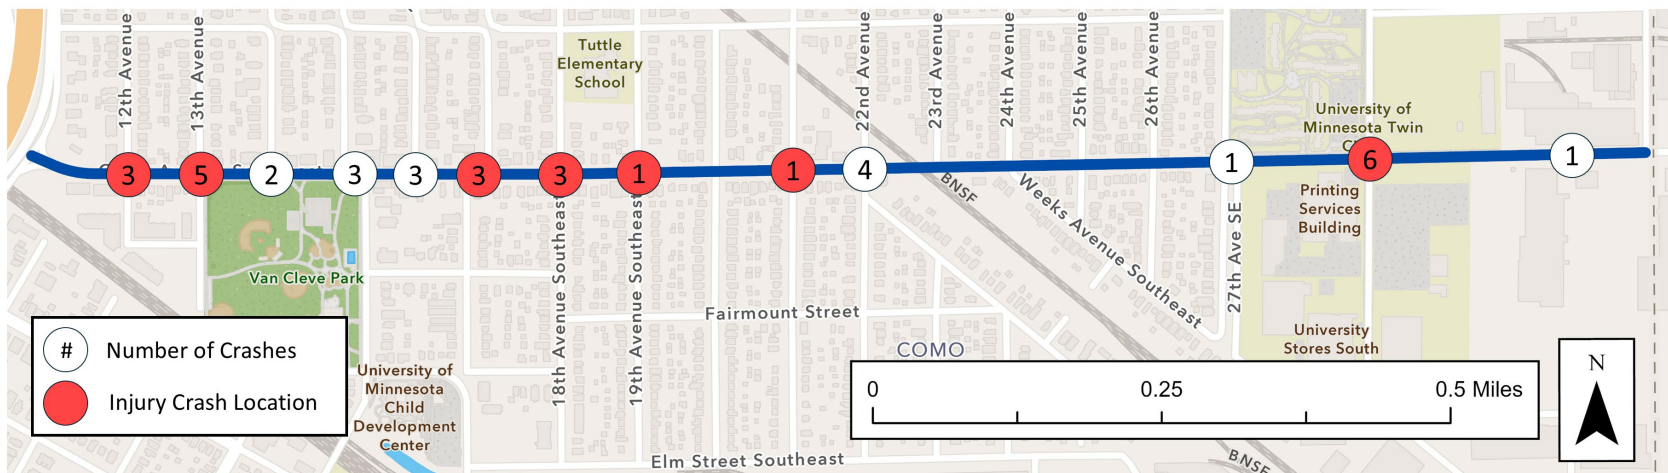 12th Avenue
13th Avenue
Tuttle
Elementary
School
22nd Avenue
23rd Avenue
24th Avenue
25th Avenue
26th Avenue
University of
Minnesota Twin
3
5
2
3
3
3
3
1
1
4
1
6
1
BNSF
Weeks Avenue Southeast
Printing
Services
Building
18th Avenue Southeast
19th Avenue Southeast
27th Ave SE
Van Cleve Park
Fairmount Street
COMO
University
Stores South
# Number of Crashes
Injury Crash Location
University of
Minnesota
Child
Development
Center
0 0.25 0.5 Miles
N
Elm Street Southeast
BNSF